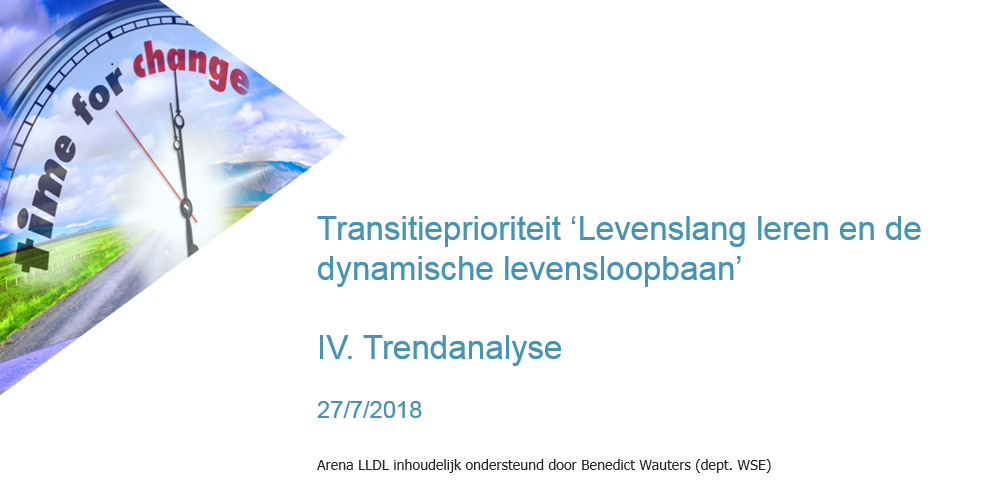 time for change
Transitieprioriteit ‘Levenslang leren en de
dynamische levensloopbaan’
IV. Trendanalyse
27/7/2018
Arena LLDL inhoudelijk ondersteund door Benedict Wauters (dept. WSE)